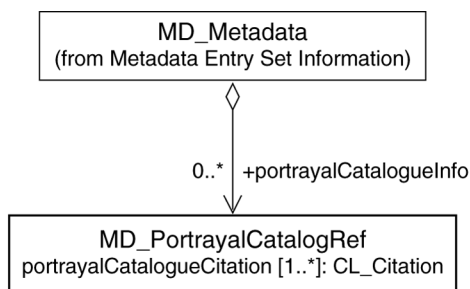 MD_Metadata
(from Metadata Entry Set Information)
0..* +portrayalCatalogueInfo
MD_PortrayalCatalogRef
portrayalCatalogueCitation [1..*]: CL_Citation